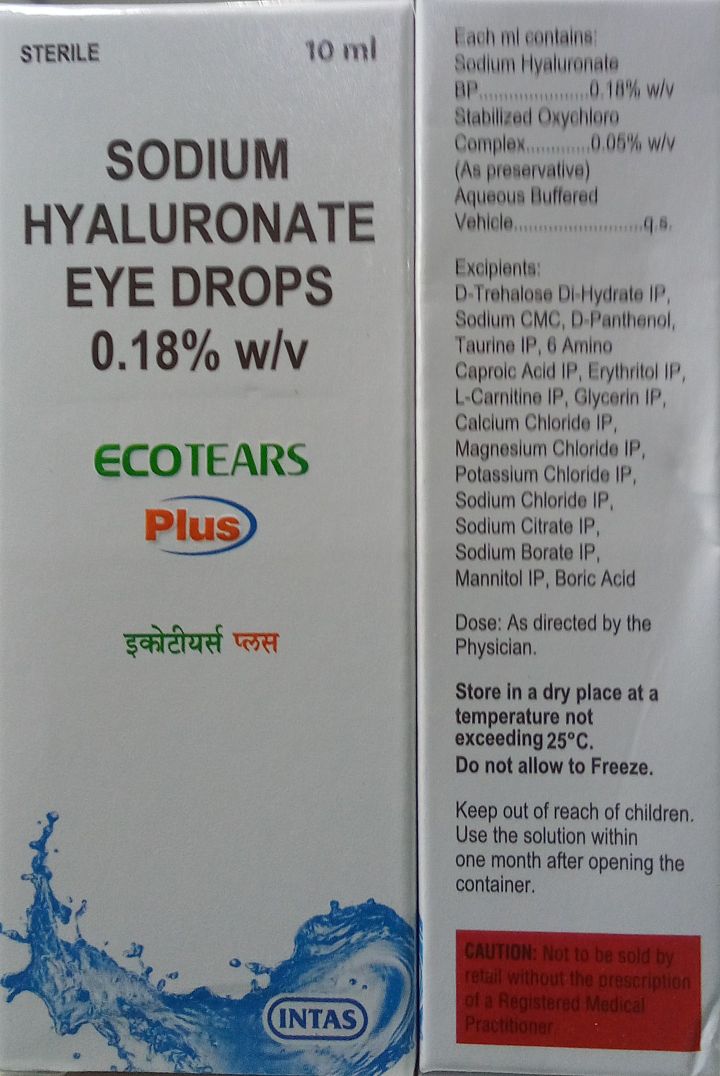 STERILE 10 ml
SODIUM
HYALURONATE
EYE DROPS
0.18% w/v
ECOTEARS
Plus
इकोटीयर्स प्लस
INTAS
Each ml contains:
Sodium Hyaluronate
BP......................0.18% w/v
Stabilized Oxychloro
Complex.............0.05% w/v
(As preservative)
Aqueous Buffered
Vehicle..........................q.s.
Excipients:
D-Trehalose Di-Hydrate IP,
Sodium CMC, D-Panthenol,
Taurine IP, 6 Amino
Caproic Acid IP, Erythritol IP,
L-Carnitine IP, Glycerin IP,
Calcium Chloride IP,
Magnesium Chloride IP,
Potassium Chloride IP,
Sodium Chloride IP,
Sodium Citrate IP,
Sodium Borate IP,
Mannitol IP, Boric Acid
Dose: As directed by the
Physician.
Store in a dry place at a
temperature not
exceeding 25°C.
Do not allow to Freeze.
Keep out of reach of children.
Use the solution within
one month after opening the
container.
CAUTION: Not to be sold by
retail without the prescription
of a Registered Medical
Practitioner.